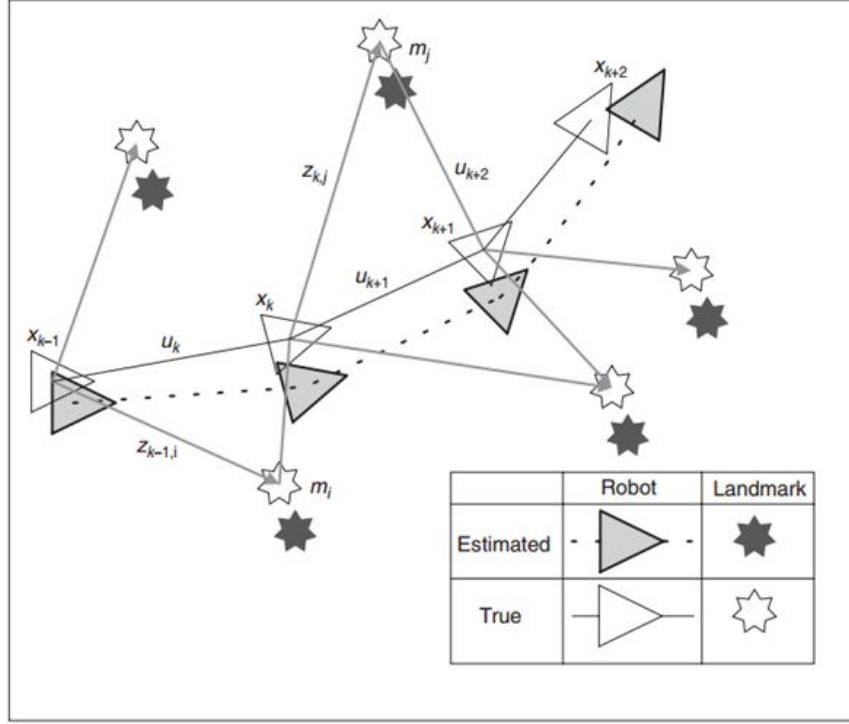 m_j
x_{k+2}
z_{k,j}
u_{k+2}
x_{k+1}
u_{k+1}
x_k
x_{k-1}
u_k
z_{k-1,i}
m_i
Robot Landmark
Estimated
True